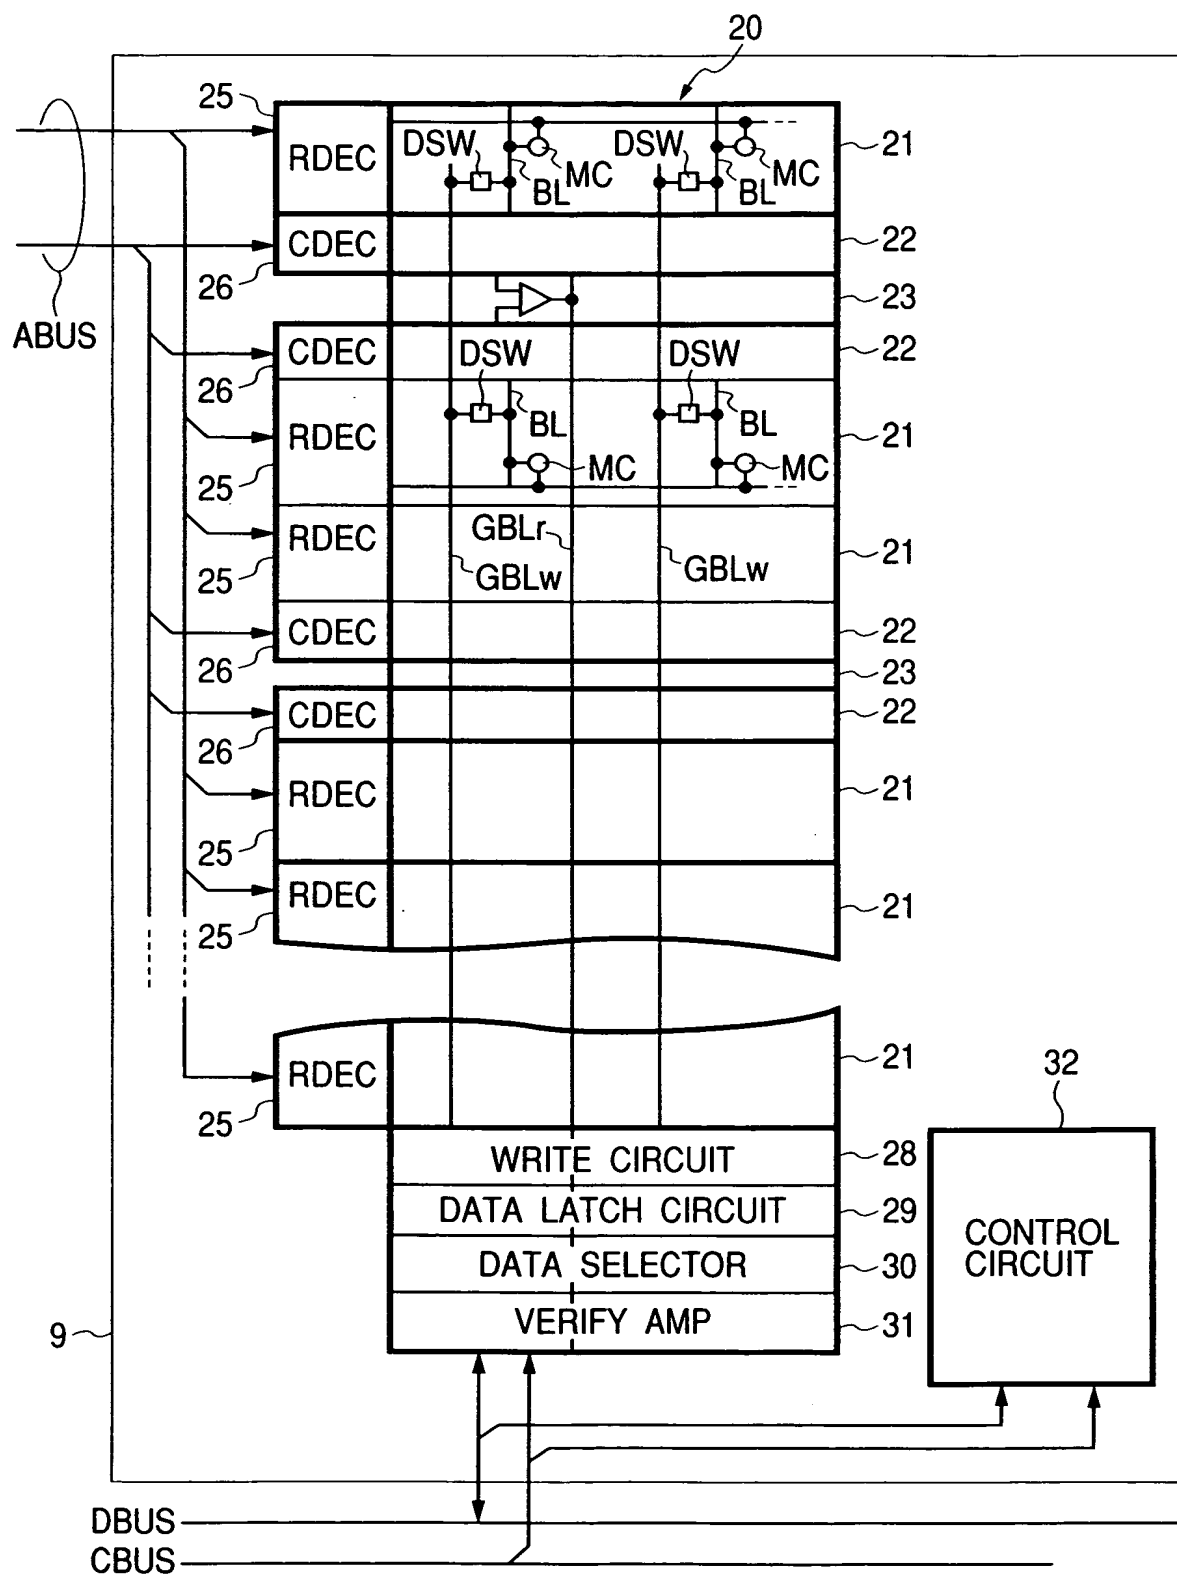 20
25
RDEC
DSW
BL
MC
DSW
BL
MC
21
CDEC
22
26
ABUS
23
CDEC
DSW
DSW
22
26
RDEC
BL
BL
21
MC
MC
25
RDEC
GBLr
21
25
GBLw
GBLw
CDEC
22
26
23
CDEC
22
26
RDEC
21
25
RDEC
21
25
RDEC
21
25
32
WRITE CIRCUIT
28
DATA LATCH CIRCUIT
29
DATA SELECTOR
30
VERIFY AMP
31
CONTROL
CIRCUIT
9
DBUS
CBUS